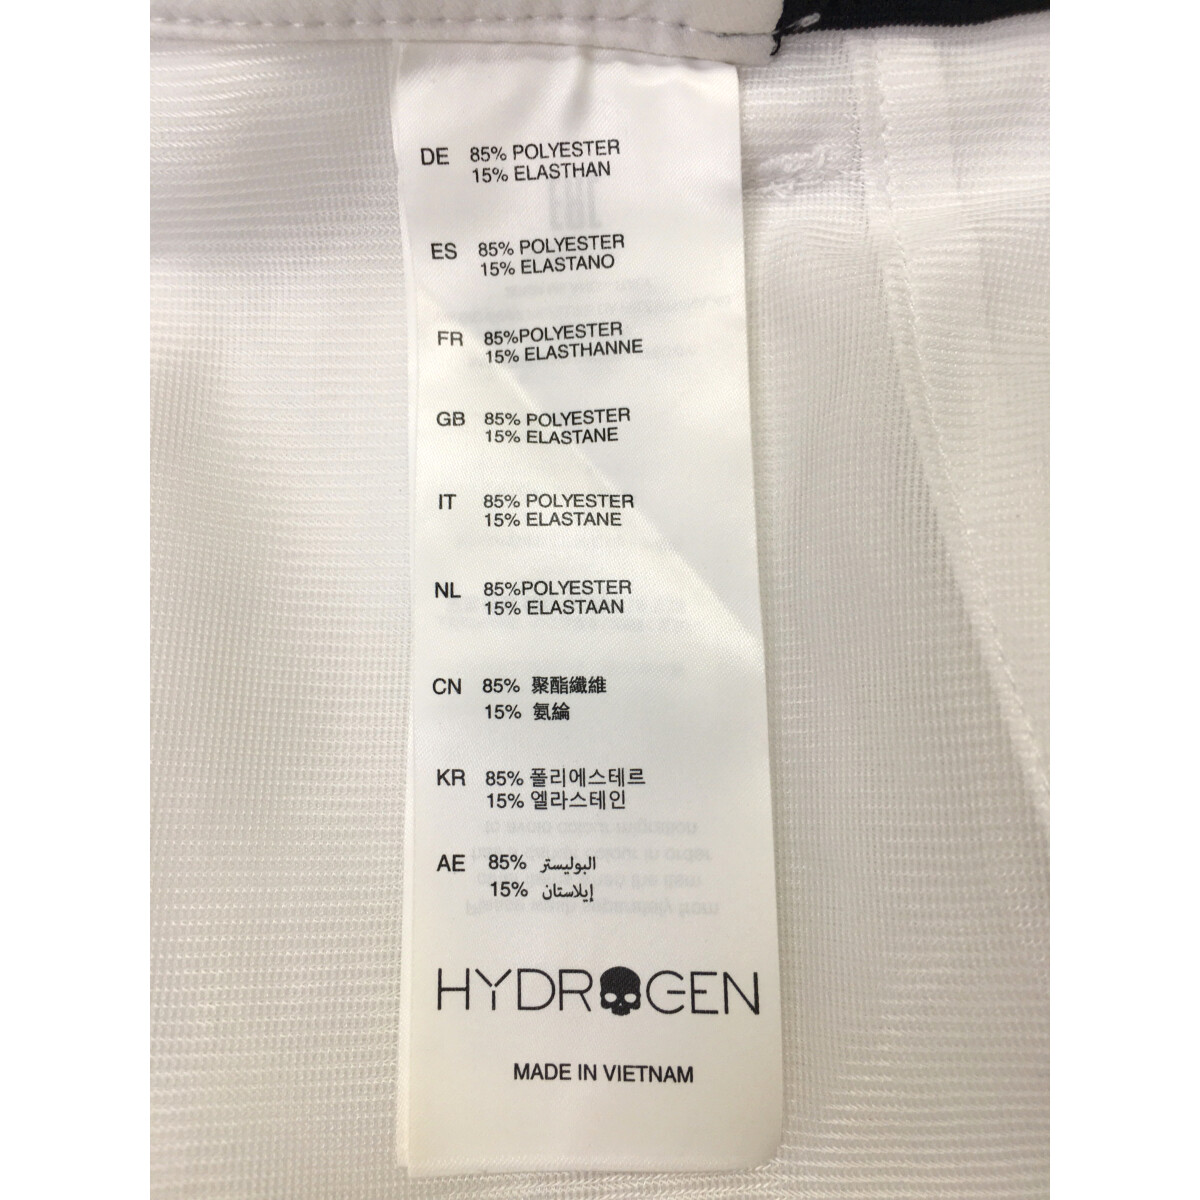 DE 85% POLYESTER
15% ELASTHAN
ES 85% POLYESTER
15% ELASTANO
FR 85%POLYESTER
15% ELASTHANNE
GB 85% POLYESTER
15% ELASTANE
IT 85% POLYESTER
15% ELASTANE
NL 85%POLYESTER
15% ELASTAAN
CN 85% 聚酯纖維
15% 氨綸
KR 85% 폴리에스테르
15% 엘라스테인
AE 85% البوليستر
15% إيلاستان
HYDROGEN
MADE IN VIETNAM